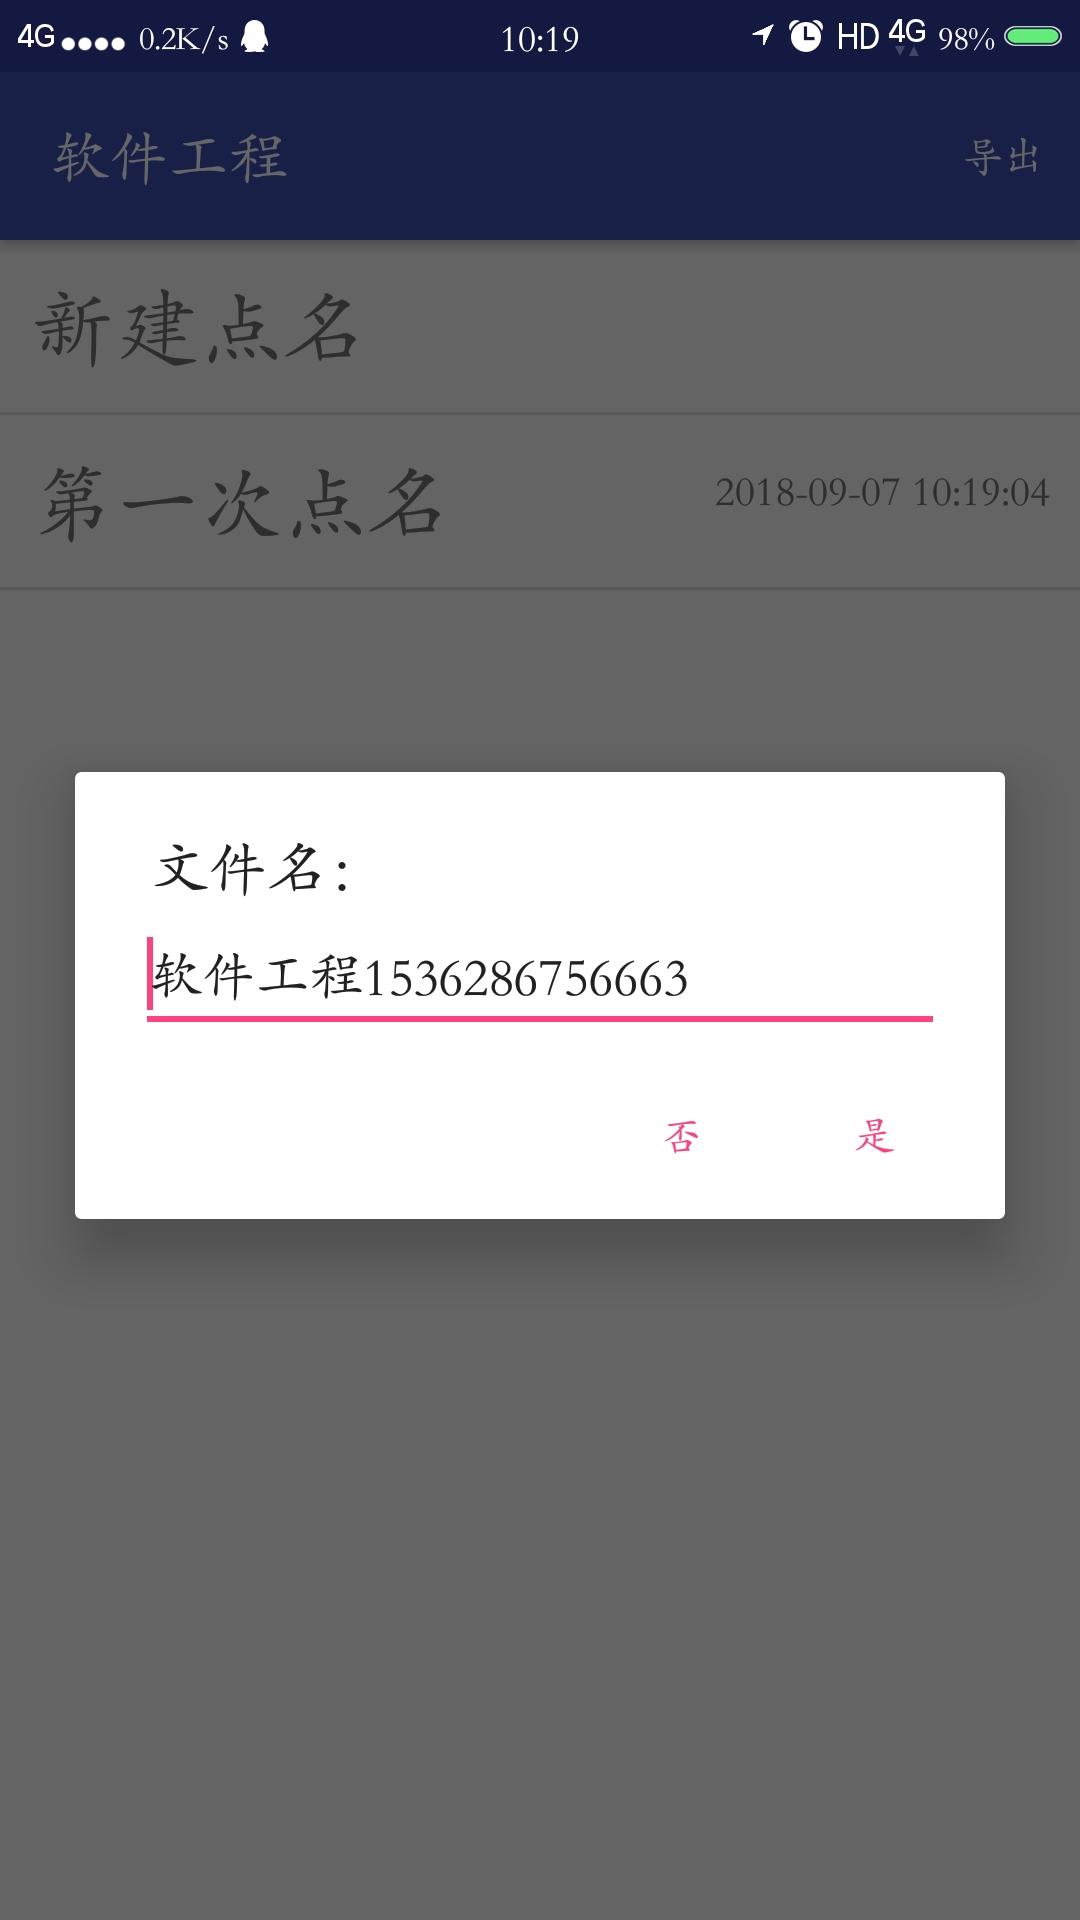 4G 0.2K/s 10:19 HD 4G 98%
软件工程 导出
新建点名
第一次点名 2018-09-07 10:19:04
文件名：
软件工程1536286756663
否 是